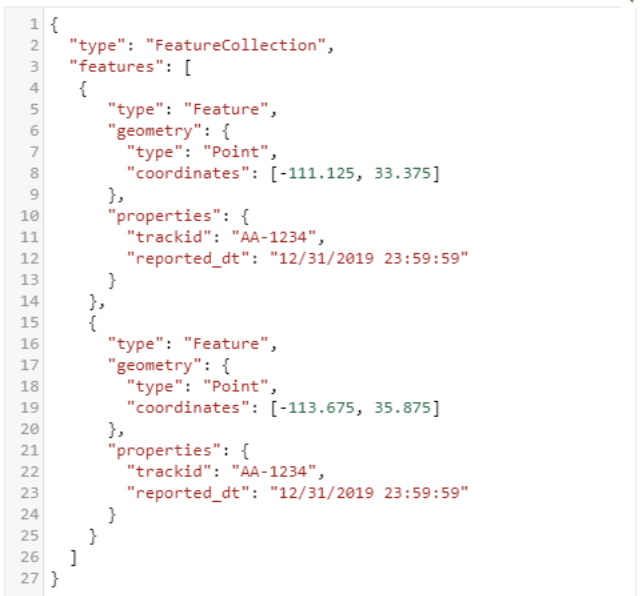 1 {
2   "type": "FeatureCollection",
3   "features": [
4    {
5       "type": "Feature",
6       "geometry": {
7         "type": "Point",
8         "coordinates": [-111.125, 33.375]
9       },
10       "properties": {
11         "trackid": "AA-1234",
12         "reported_dt": "12/31/2019 23:59:59"
13       }
14     },
15     {
16       "type": "Feature",
17       "geometry": {
18         "type": "Point",
19         "coordinates": [-113.675, 35.875]
20       },
21       "properties": {
22         "trackid": "AA-1234",
23         "reported_dt": "12/31/2019 23:59:59"
24       }
25     }
26   ]
27 }